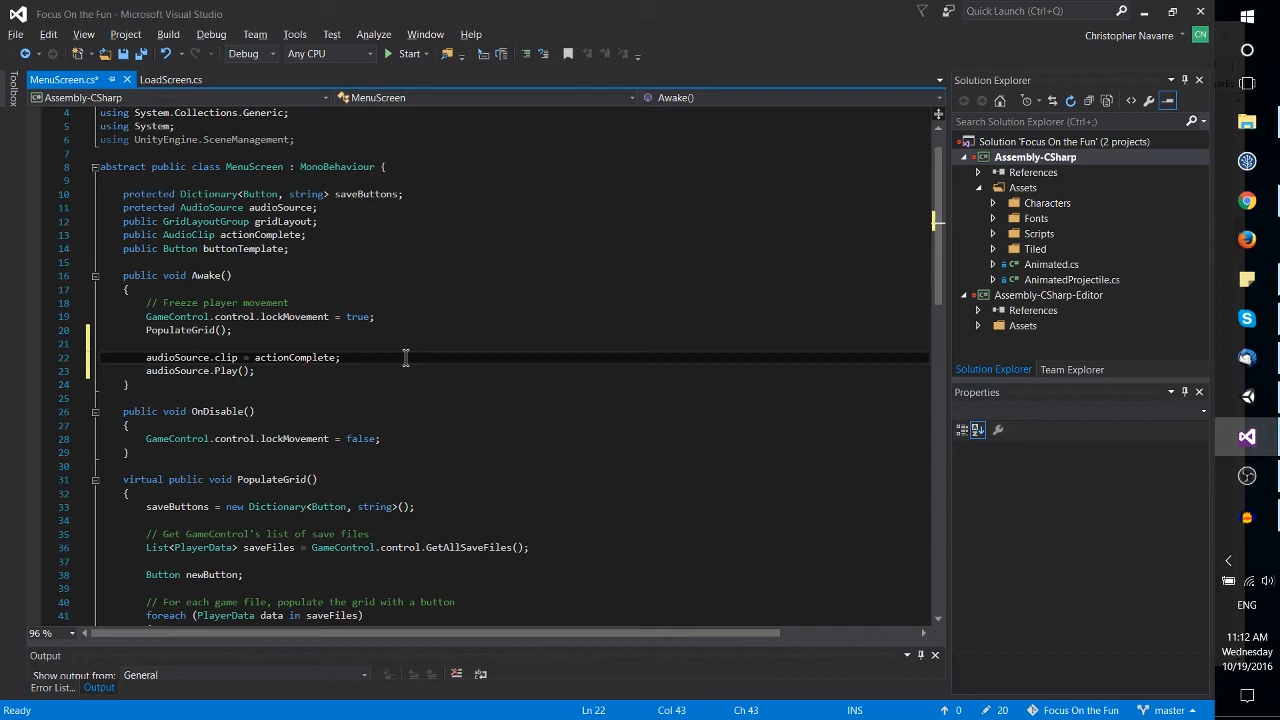 Focus On the Fun - Microsoft Visual Studio
Quick Launch (Ctrl+Q)
File Edit View Project Build Debug Team Tools Test Analyze Window Help
Christopher Navarre CN
Debug Any CPU Start
Toolbox
MenuScreen.cs* LoadScreen.cs
Assembly-CSharp MenuScreen Awake()
4 using System.Collections.Generic;
5 using System;
6 using UnityEngine.SceneManagement;
7
8 abstract public class MenuScreen : MonoBehaviour {
9
10 protected Dictionary<Button, string> saveButtons;
11 protected AudioSource audioSource;
12 public GridLayoutGroup gridLayout;
13 public AudioClip actionComplete;
14 public Button buttonTemplate;
15
16 public void Awake()
17 {
18 // Freeze player movement
19 GameControl.control.lockMovement = true;
20 PopulateGrid();
21
22 audioSource.clip = actionComplete;
23 audioSource.Play();
24 }
25
26 public void OnDisable()
27 {
28 GameControl.control.lockMovement = false;
29 }
30
31 virtual public void PopulateGrid()
32 {
33 saveButtons = new Dictionary<Button, string>();
34
35 // Get GameControl's list of save files
36 List<PlayerData> saveFiles = GameControl.control.GetAllSaveFiles();
37
38 Button newButton;
39
40 // For each game file, populate the grid with a button
41 foreach (PlayerData data in saveFiles)
96 %
Output
Show output from: General
Error List... Output
Solution Explorer
Search Solution Explorer (Ctrl+;)
Solution 'Focus On the Fun' (2 projects)
Assembly-CSharp
References
Assets
Characters
Fonts
Scripts
Tiled
Animated.cs
AnimatedProjectile.cs
Assembly-CSharp-Editor
References
Assets
Solution Explorer Team Explorer
Properties
Ln 22 Col 43 Ch 43 INS 0 20 Focus On the Fun master
ENG
11:12 AM
Wednesday
10/19/2016